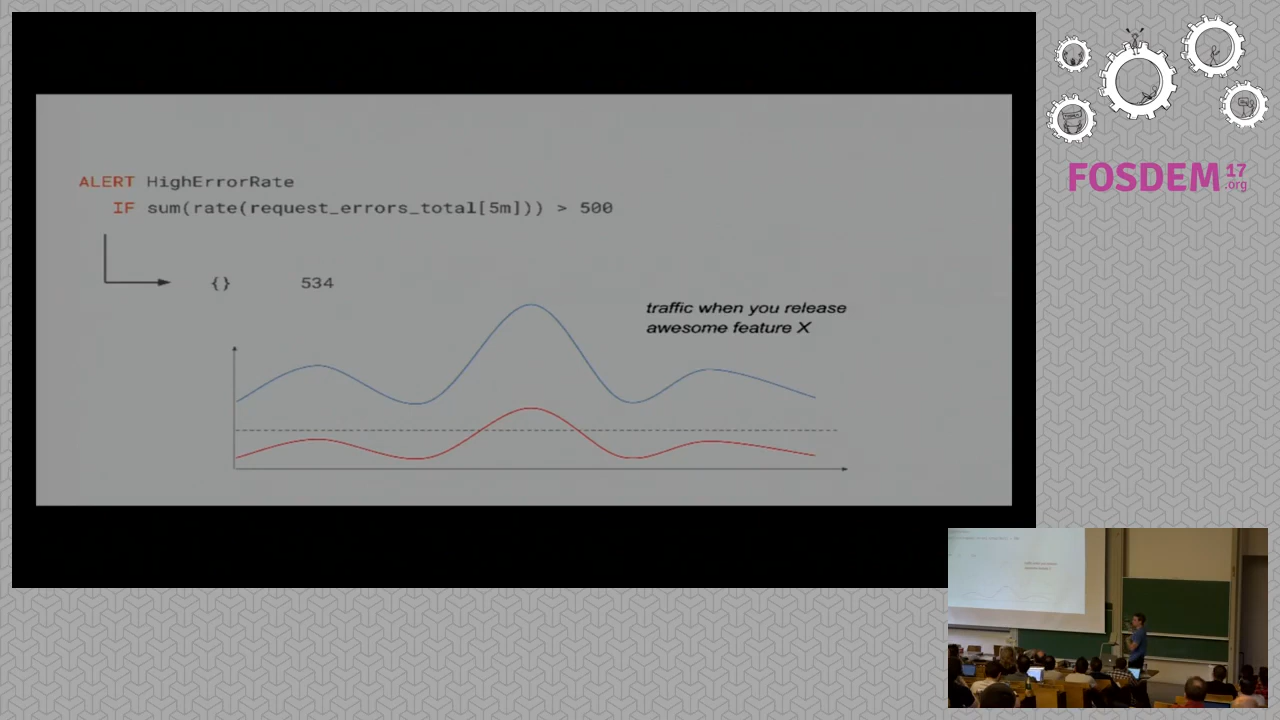 ALERT HighErrorRate
IF sum(rate(request_errors_total[5m])) > 500
{} 534
traffic when you release
awesome feature X
FOSDEM 17
.org